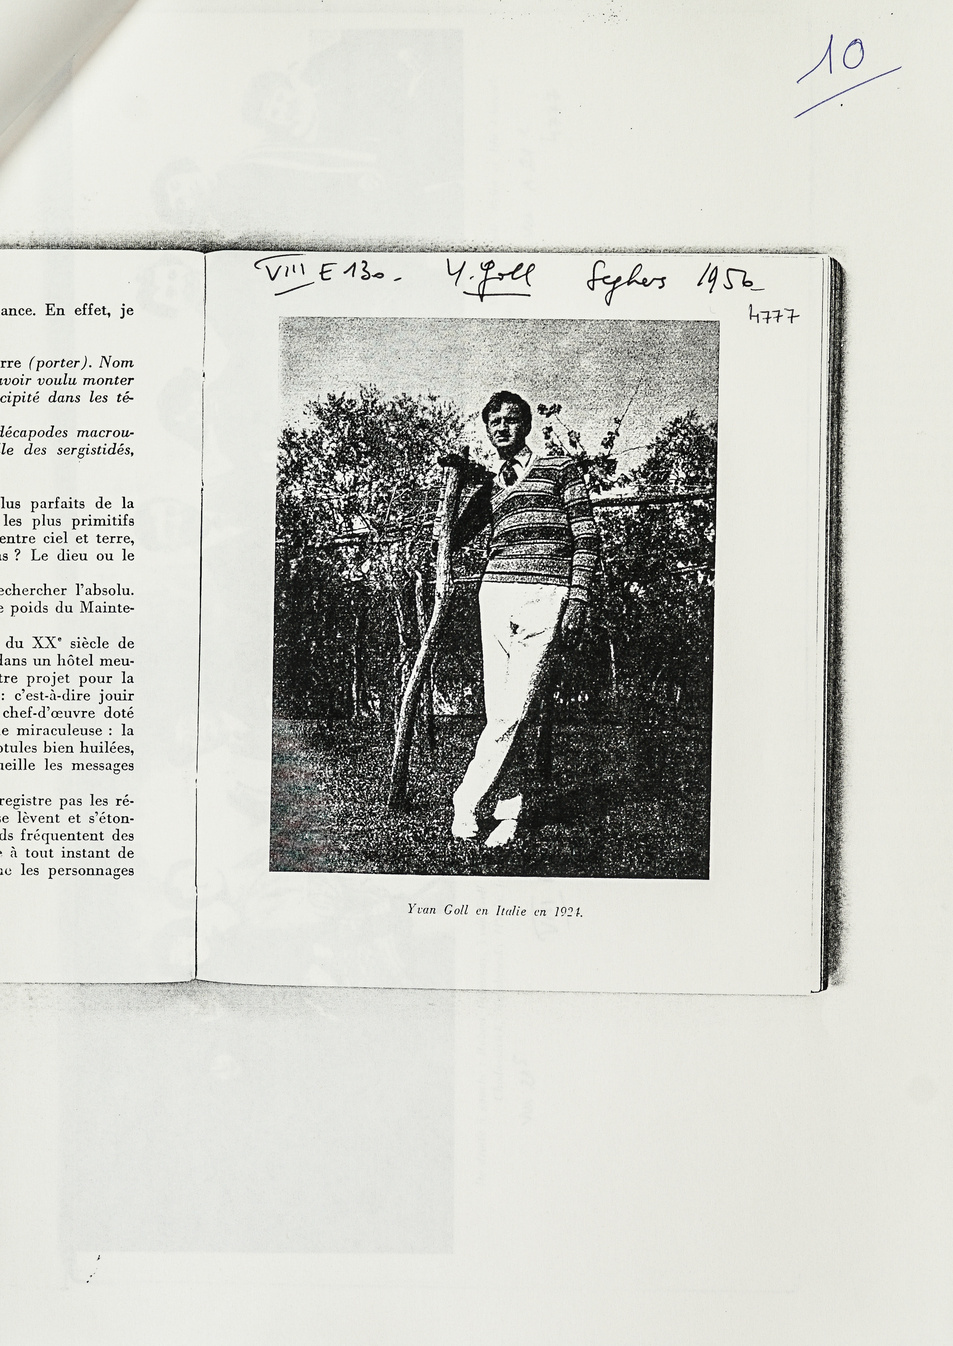 10
VIII E 130. Y. Goll Seghers 1956
4777
ance. En effet, je
rre (porter). Nom
avoir voulu monter
cipité dans les té-
décapodes macrou-
lle des sergistidés,
lus parfaits de la
les plus primitifs
entre ciel et terre,
s ? Le dieu ou le
echercher l'absolu.
e poids du Mainte-
du XXe siècle de
dans un hôtel meu-
tre projet pour la
: c'est-à-dire jouir
chef-d'œuvre doté
e miraculeuse : la
otules bien huilées,
ueille les messages
registre pas les ré-
se lèvent et s'éton-
ds fréquentent des
e à tout instant de
ne les personnages
Yvan Goll en Italie en 1924.